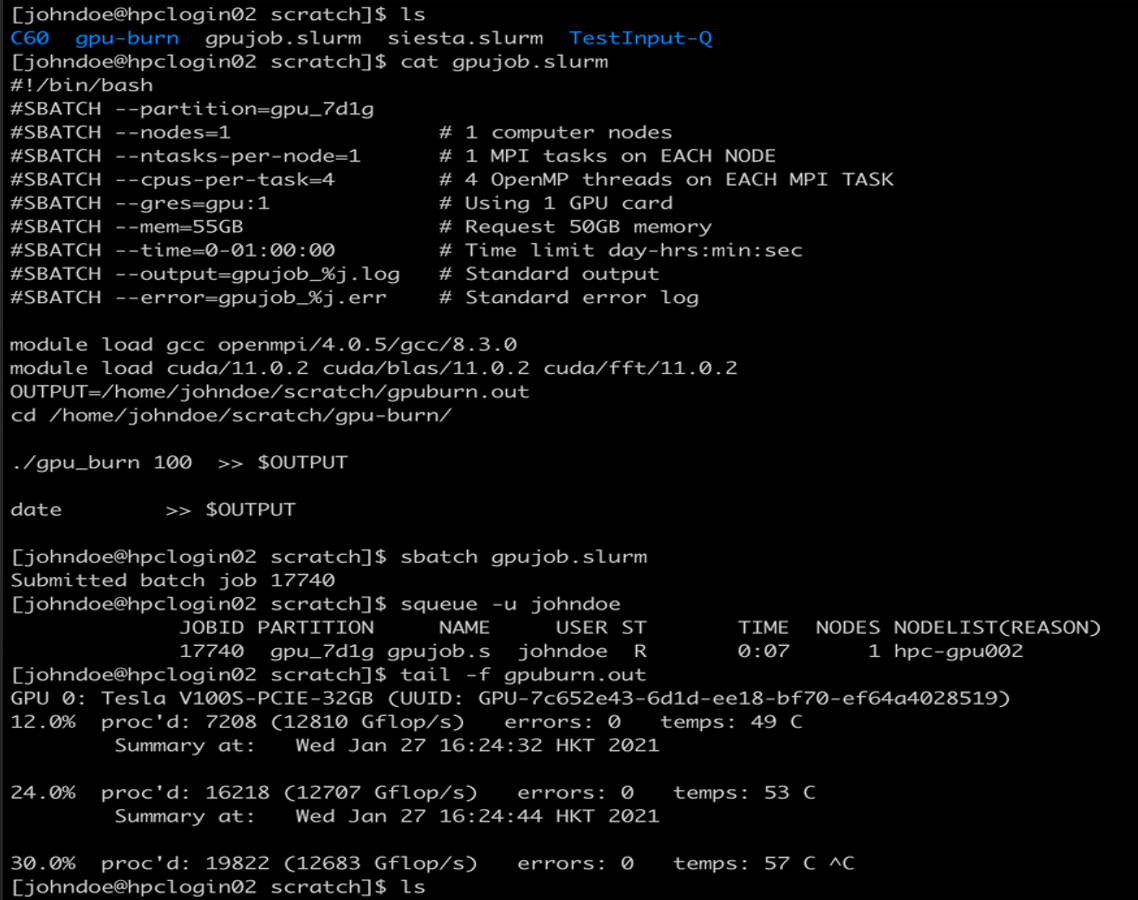 [johndoe@hpclogin02 scratch]$ ls
C60  gpu-burn  gpujob.slurm  siesta.slurm  TestInput-Q
[johndoe@hpclogin02 scratch]$ cat gpujob.slurm
#!/bin/bash
#SBATCH --partition=gpu_7d1g
#SBATCH --nodes=1                # 1 computer nodes
#SBATCH --ntasks-per-node=1      # 1 MPI tasks on EACH NODE
#SBATCH --cpus-per-task=4        # 4 OpenMP threads on EACH MPI TASK
#SBATCH --gres=gpu:1             # Using 1 GPU card
#SBATCH --mem=55GB               # Request 50GB memory
#SBATCH --time=0-01:00:00        # Time limit day-hrs:min:sec
#SBATCH --output=gpujob_%j.log   # Standard output
#SBATCH --error=gpujob_%j.err    # Standard error log
module load gcc openmpi/4.0.5/gcc/8.3.0
module load cuda/11.0.2 cuda/blas/11.0.2 cuda/fft/11.0.2
OUTPUT=/home/johndoe/scratch/gpuburn.out
cd /home/johndoe/scratch/gpu-burn/
./gpu_burn 100  >> $OUTPUT
date        >> $OUTPUT
[johndoe@hpclogin02 scratch]$ sbatch gpujob.slurm
Submitted batch job 17740
[johndoe@hpclogin02 scratch]$ squeue -u johndoe
             JOBID PARTITION     NAME     USER ST       TIME  NODES NODELIST(REASON)
             17740  gpu_7d1g gpujob.s  johndoe  R       0:07      1 hpc-gpu002
[johndoe@hpclogin02 scratch]$ tail -f gpuburn.out
GPU 0: Tesla V100S-PCIE-32GB (UUID: GPU-7c652e43-6d1d-ee18-bf70-ef64a4028519)
12.0%  proc'd: 7208 (12810 Gflop/s)   errors: 0   temps: 49 C
        Summary at:   Wed Jan 27 16:24:32 HKT 2021
24.0%  proc'd: 16218 (12707 Gflop/s)   errors: 0   temps: 53 C
        Summary at:   Wed Jan 27 16:24:44 HKT 2021
30.0%  proc'd: 19822 (12683 Gflop/s)   errors: 0   temps: 57 C ^C
[johndoe@hpclogin02 scratch]$ ls